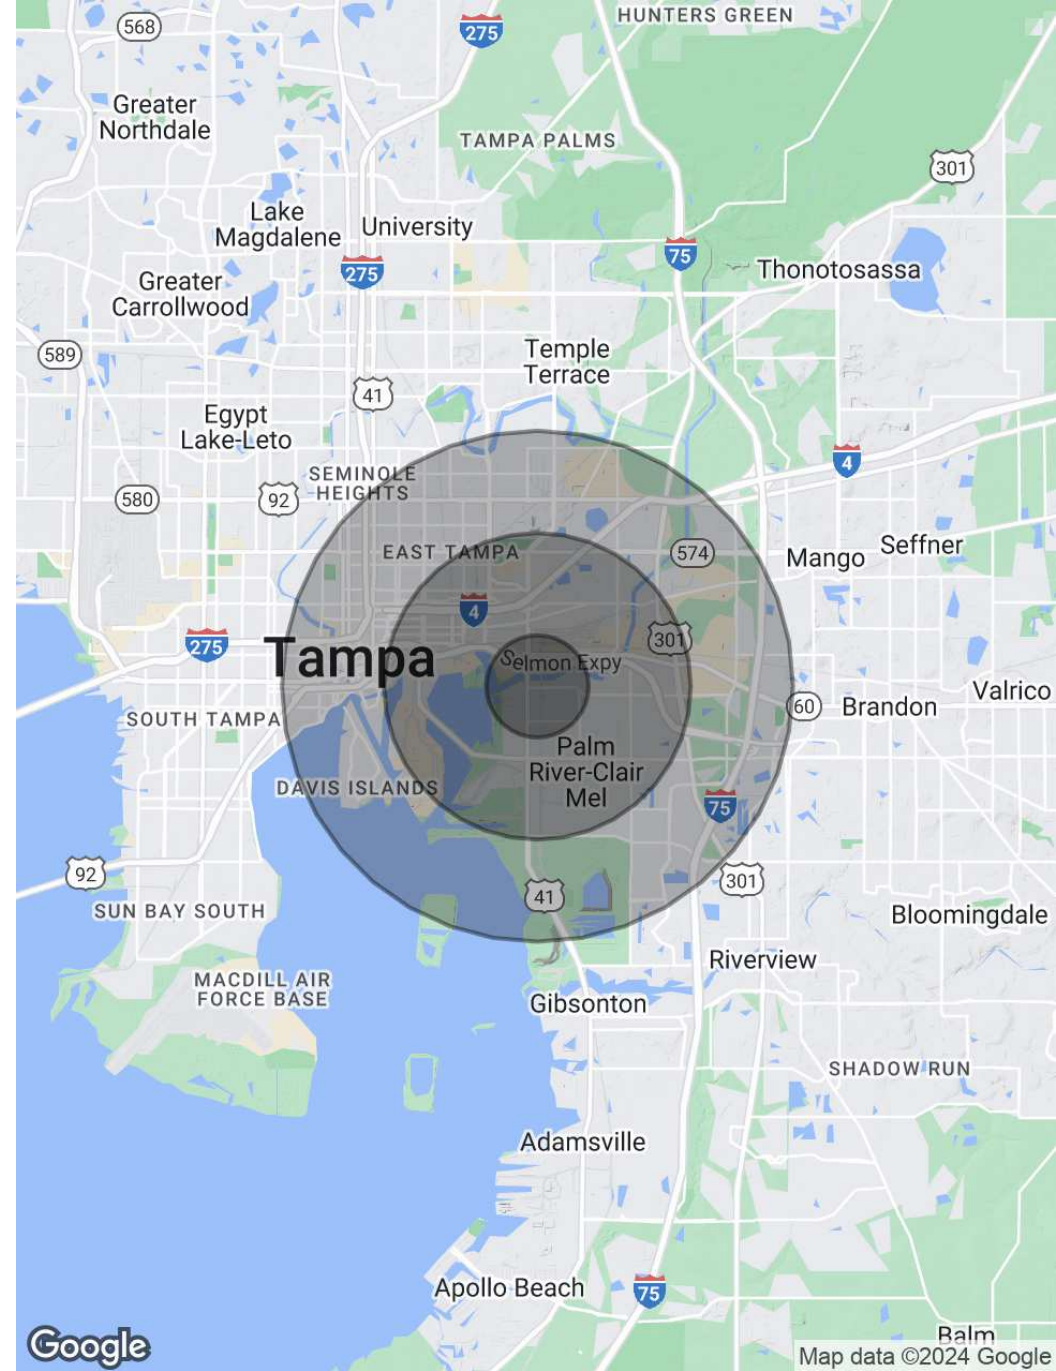 HUNTERS GREEN
568
275
Greater
Northdale
TAMPA PALMS
301
Lake
Magdalene
University
275
75
Thonotosassa
Greater
Carrollwood
589
Temple
Terrace
41
Egypt
Lake-Leto
SEMINOLE
HEIGHTS
4
580
92
EAST TAMPA
574
Mango
Seffner
4
275
Tampa
301
Selmon Expy
SOUTH TAMPA
60
Brandon
Valrico
Palm
River-Clair
Mel
DAVIS ISLANDS
75
92
41
301
SUN BAY SOUTH
Bloomingdale
MACDILL AIR
FORCE BASE
Riverview
Gibsonton
SHADOW RUN
Adamsville
Apollo Beach
75
Balm
Google
Map data ©2024 Google